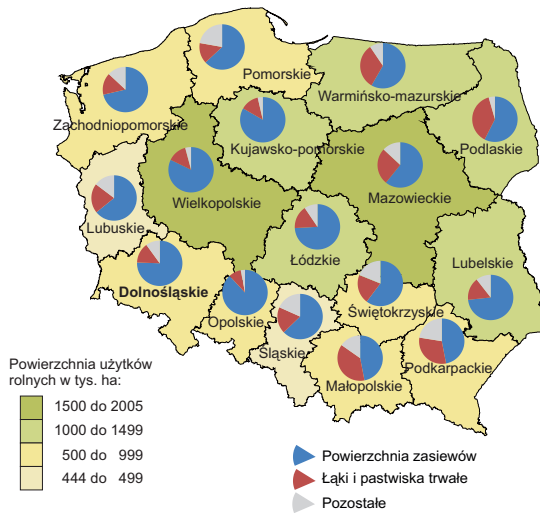 Pomorskie
Warmińsko-mazurskie
Zachodniopomorskie
Kujawsko-pomorskie
Podlaskie
Wielkopolskie
Mazowieckie
Lubuskie
Łódzkie
Lubelskie
Dolnośląskie
Opolskie
Świętokrzyskie
Śląskie
Małopolskie
Podkarpackie
Powierzchnia użytków
rolnych w tys. ha:
1500 do 2005
1000 do 1499
500 do 999
444 do 499
Powierzchnia zasiewów
Łąki i pastwiska trwałe
Pozostałe